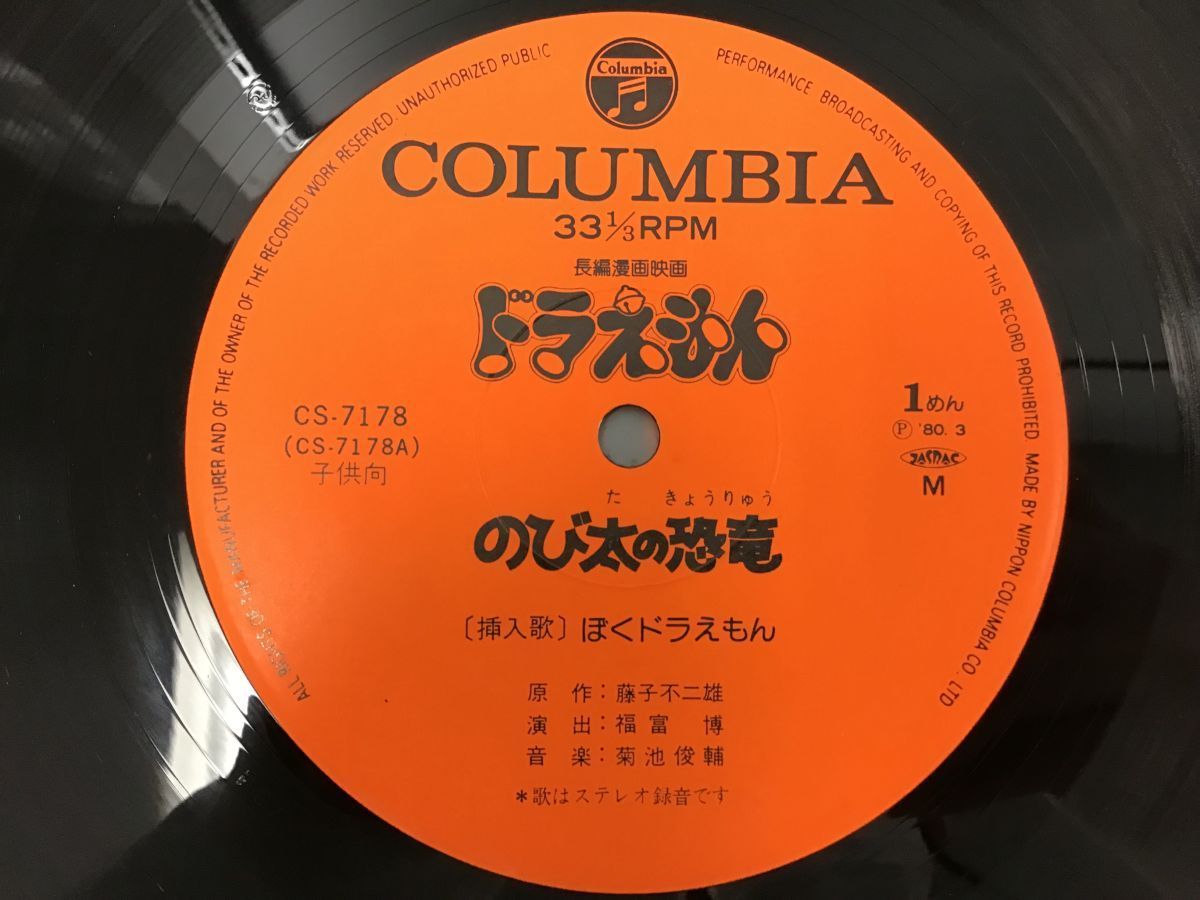 Columbia
ALL RIGHTS OF THE MANUFACTURER AND OF THE OWNER OF THE RECORDED WORK RESERVED. UNAUTHORIZED PUBLIC PERFORMANCE. BROADCASTING AND COPYING OF THIS RECORD PROHIBITED. MADE BY NIPPON COLUMBIA CO. LTD
COLUMBIA
33 1/3 RPM
長編漫画映画
ドラえもん
CS-7178
(CS-7178A)
子供向
1めん
Ⓟ '80. 3
JASRAC
M
た きょうりゅう
のび太の恐竜
〔挿入歌〕ぼくドラえもん
原 作:藤子不二雄
演 出:福富 博
音 楽:菊池俊輔
*歌はステレオ録音です